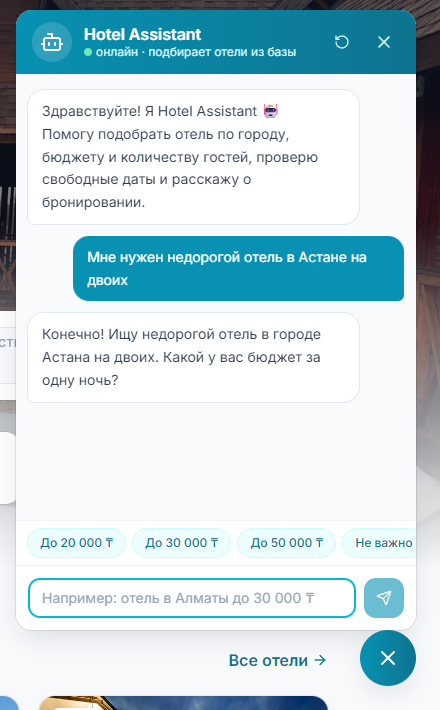 Hotel Assistant
онлайн · подбирает отели из базы
Здравствуйте! Я Hotel Assistant
Помогу подобрать отель по городу,
бюджету и количеству гостей, проверю
свободные даты и расскажу о
бронировании.
Мне нужен недорогой отель в Астане на
двоих
Конечно! Ищу недорогой отель в городе
Астана на двоих. Какой у вас бюджет за
одну ночь?
До 20 000 ₸
До 30 000 ₸
До 50 000 ₸
Не важно
Например: отель в Алматы до 30 000 ₸
Все отели →